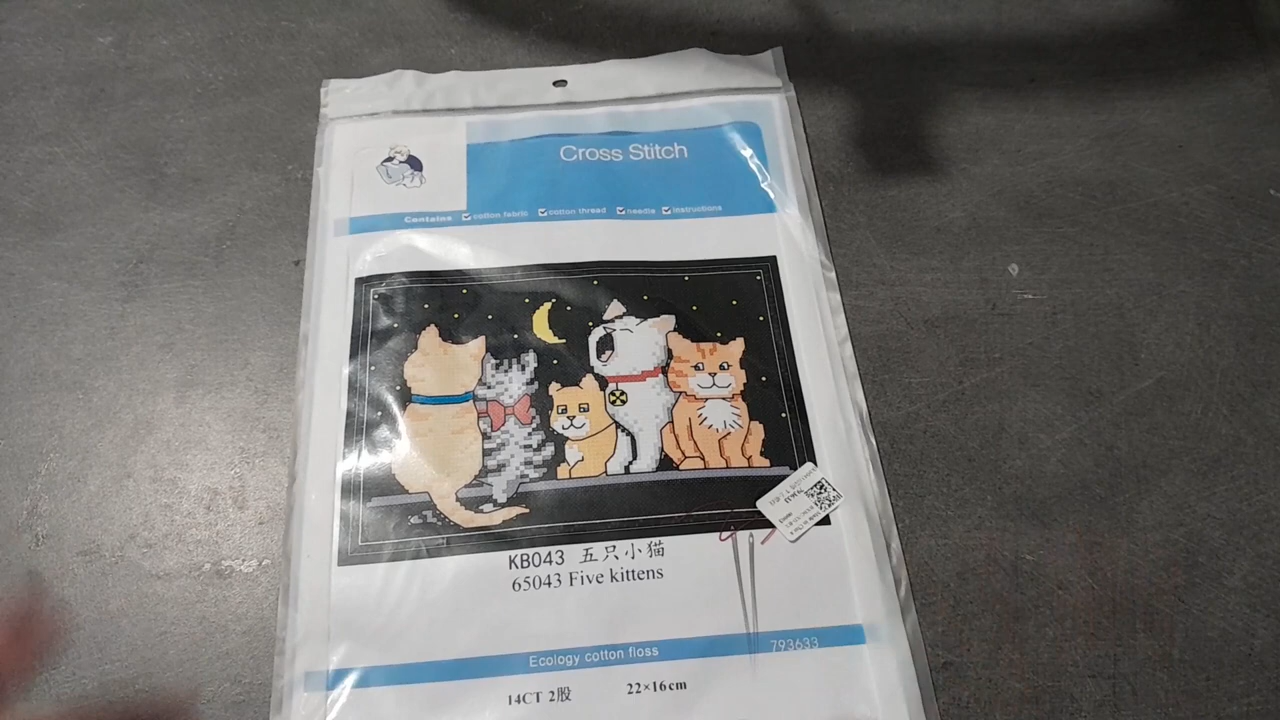 Cross Stitch
Contains cotton fabric cotton thread needle instructions
KB043 五只小猫
65043 Five kittens
Ecology cotton floss
793633
14CT 2股
22×16cm